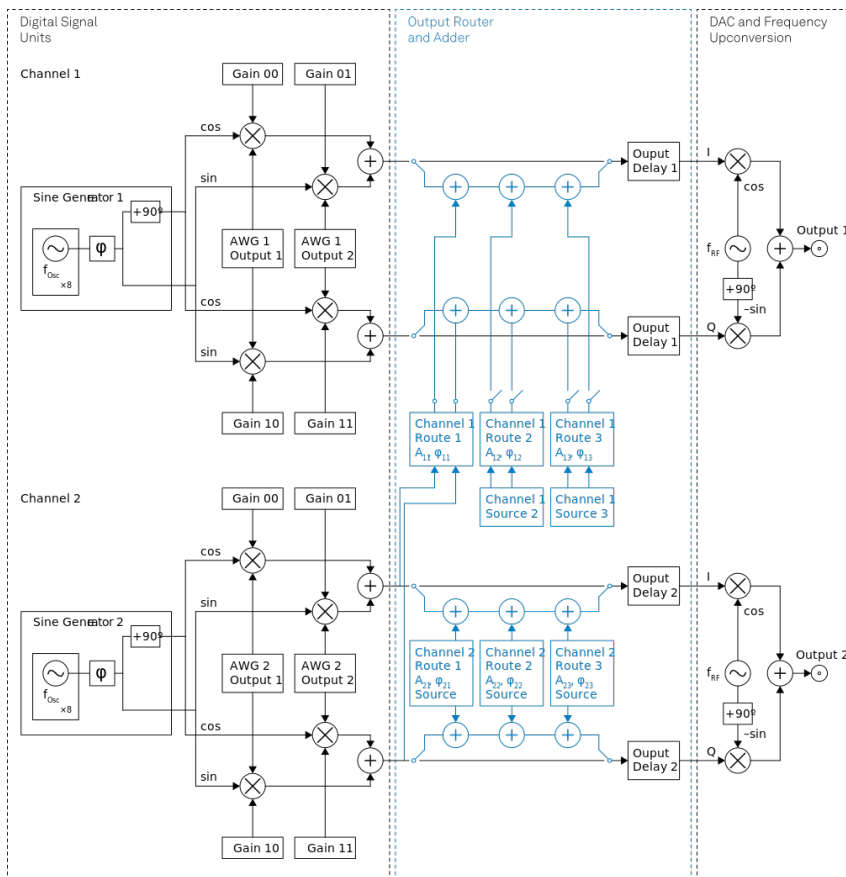 Digital Signal
Units
Output Router
and Adder
DAC and Frequency
Upconversion
Channel 1
Gain 00
Gain 01
cos
sin
Sine Generator 1
+90º
φ
f Osc
×8
AWG 1
Output 1
AWG 1
Output 2
cos
sin
Gain 10
Gain 11
Ouput
Delay 1
I
cos
f RF
+90º
–sin
Output 1
Ouput
Delay 1
Q
Channel 1
Route 1
A11, φ11
Channel 1
Route 2
A12, φ12
Channel 1
Route 3
A13, φ13
Channel 1
Source 2
Channel 1
Source 3
Channel 2
Gain 00
Gain 01
cos
sin
Sine Generator 2
+90º
φ
f Osc
×8
AWG 2
Output 1
AWG 2
Output 2
cos
sin
Gain 10
Gain 11
Ouput
Delay 2
I
cos
f RF
+90º
–sin
Output 2
Channel 2
Route 1
A21, φ21
Source
Channel 2
Route 2
A22, φ22
Source
Channel 2
Route 3
A23, φ23
Source
Ouput
Delay 2
Q